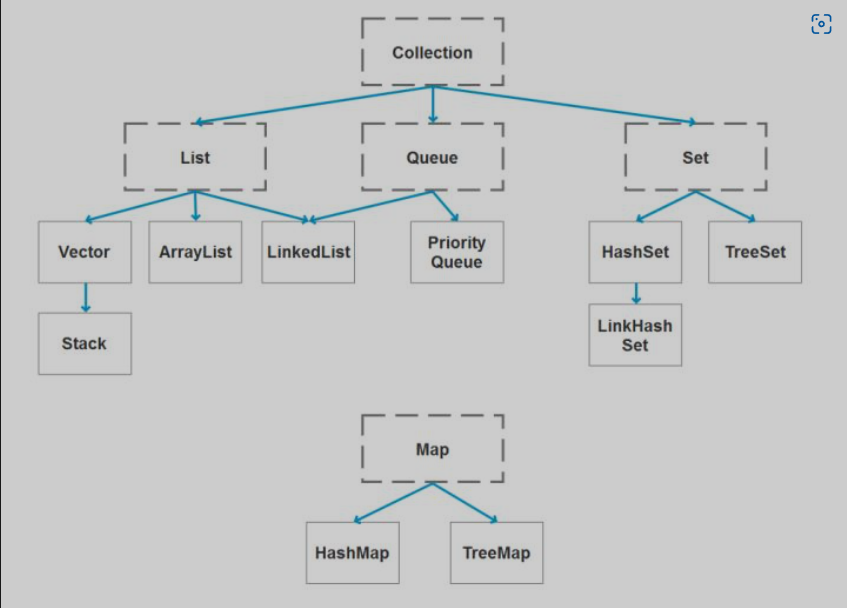 Collection
List
Queue
Set
Vector
ArrayList
LinkedList
Priority
Queue
HashSet
TreeSet
Stack
LinkHash
Set
Map
HashMap
TreeMap